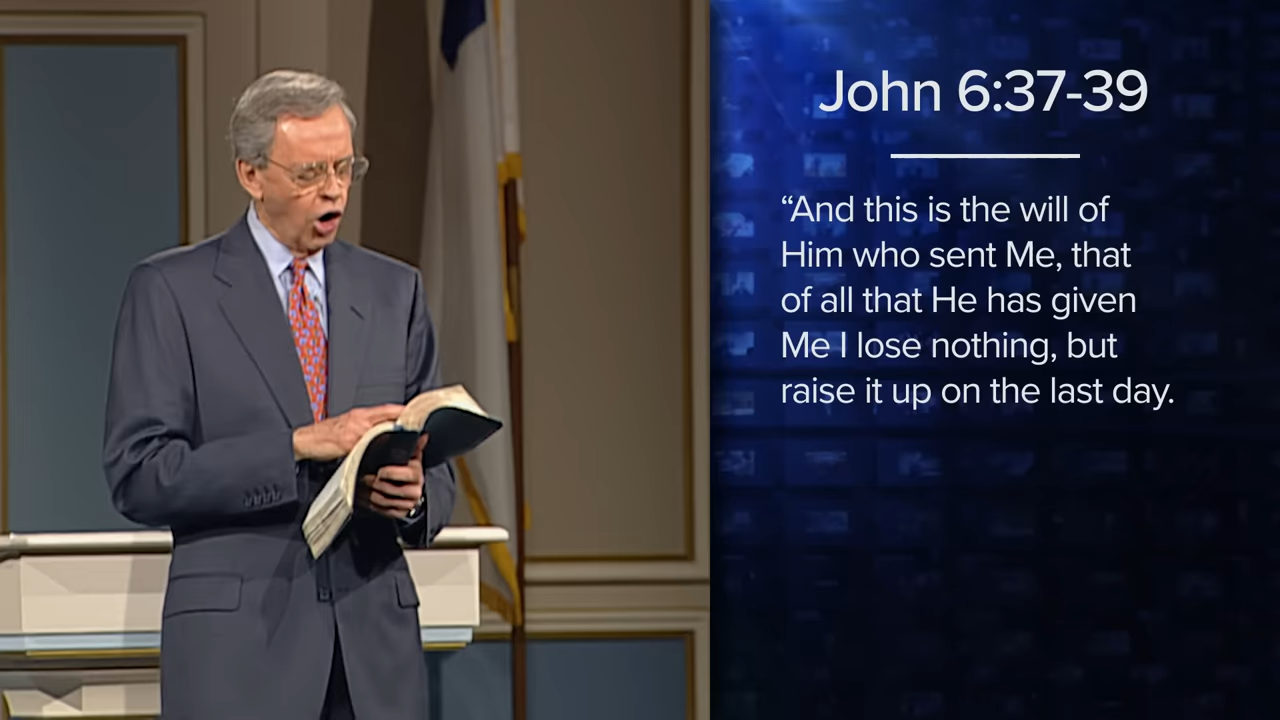 John 6:37-39
“And this is the will of
Him who sent Me, that
of all that He has given
Me I lose nothing, but
raise it up on the last day.